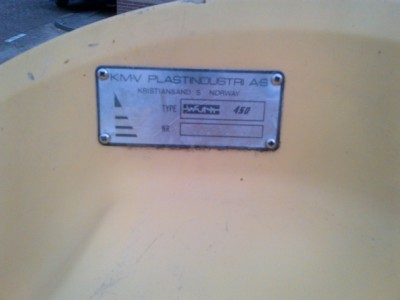 KMV PLASTINDUSTRI AS
KRISTIANSAND S NORWAY
TYPE 450
NR